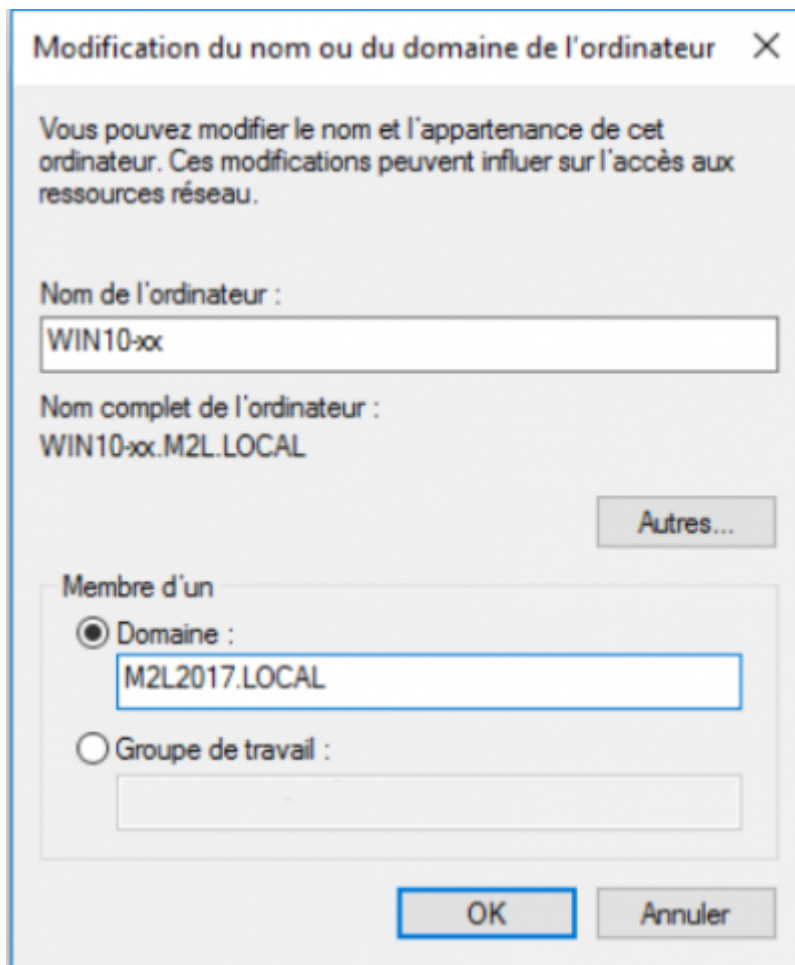 Modification du nom ou du domaine de l'ordinateur
Vous pouvez modifier le nom et l'appartenance de cet
ordinateur. Ces modifications peuvent influer sur l'accès aux
ressources réseau.
Nom de l'ordinateur :
WIN10-xx
Nom complet de l'ordinateur :
WIN10-xx.M2L.LOCAL
Autres...
Membre d'un
Domaine :
M2L2017.LOCAL
Groupe de travail :
OK
Annuler